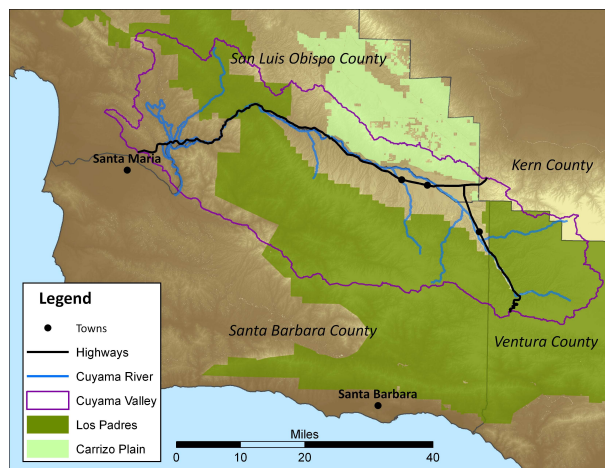 San Luis Obispo County
Santa Maria
Kern County
Legend
Towns
Highways
Cuyama River
Cuyama Valley
Los Padres
Carrizo Plain
Santa Barbara County
Ventura County
Santa Barbara
Miles
0 10 20 40